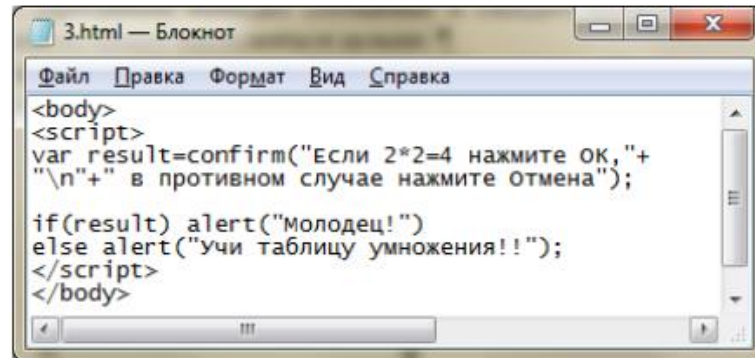 3.html — Блокнот
Файл Правка Формат Вид Справка
<body>
<script>
var result=confirm("Если 2*2=4 нажмите ОК,"+
"\n"+" в противном случае нажмите Отмена");
if(result) alert("Молодец!")
else alert("Учи таблицу умножения!!");
</script>
</body>